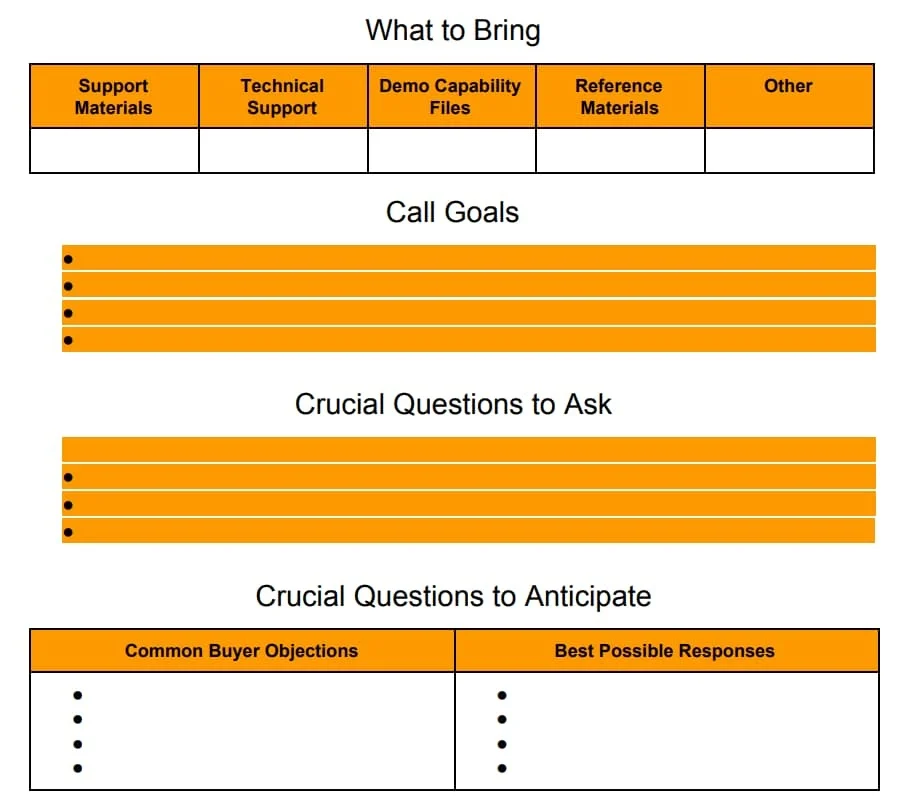 What to Bring
Support Materials
Technical Support
Demo Capability Files
Reference Materials
Other
Call Goals
Crucial Questions to Ask
Crucial Questions to Anticipate
Common Buyer Objections
Best Possible Responses